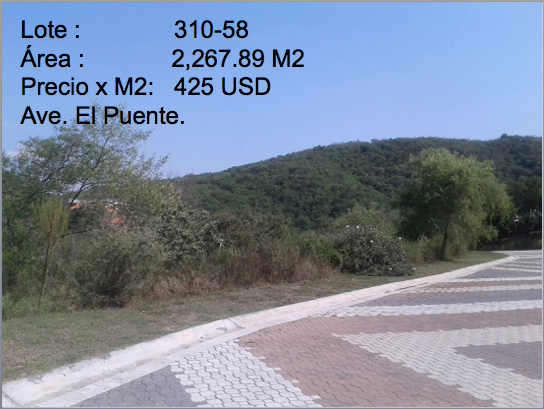 Lote : 310-58
Área : 2,267.89 M2
Precio x M2: 425 USD
Ave. El Puente.